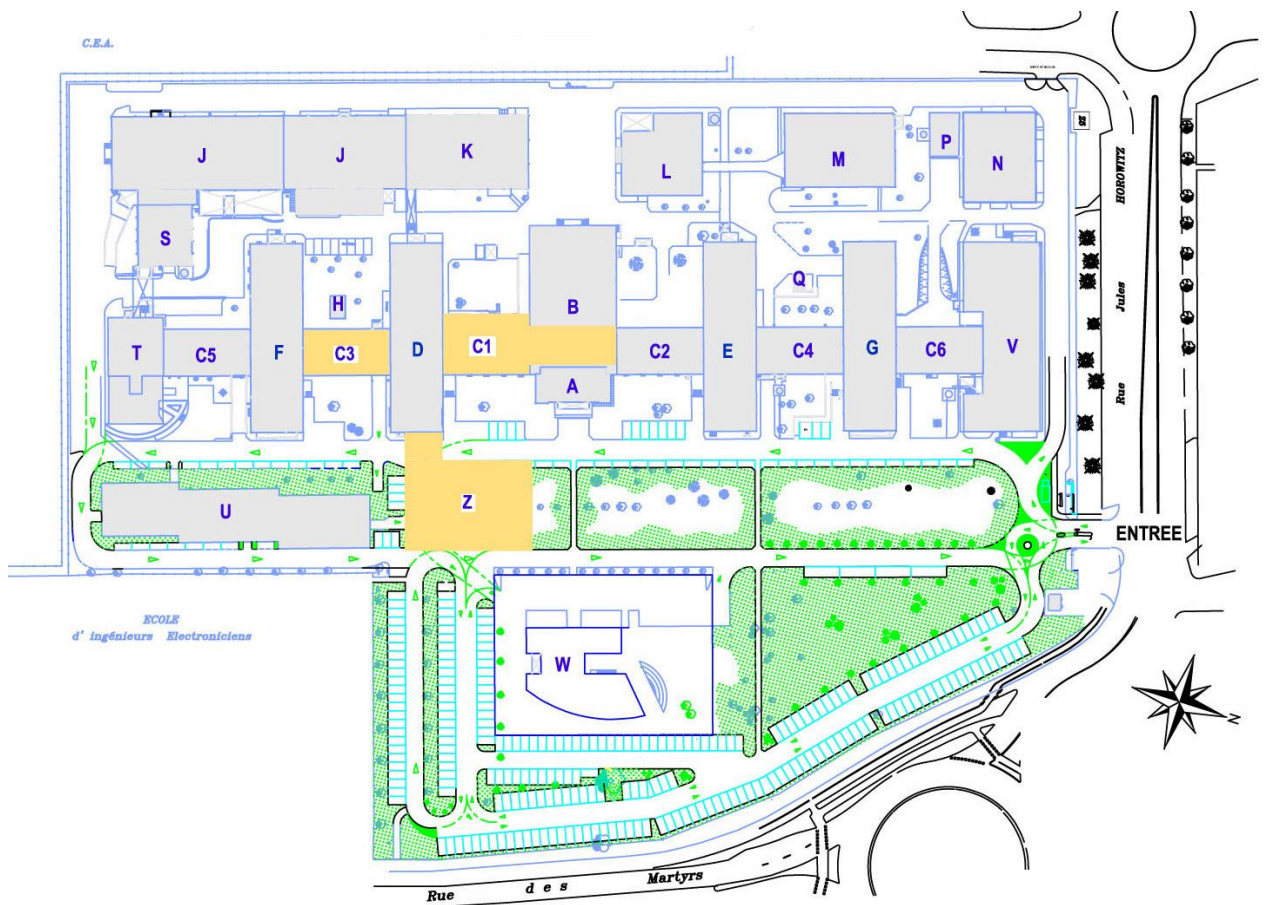 C.E.A.
J
J
K
L
M
P
N
S
H
B
Q
T
C5
F
C3
D
C1
A
C2
E
C4
G
C6
V
HOROWITZ
Jules
Rue
U
Z
ENTREE
ECOLE
d' ingénieurs Electroniciens
W
N
Rue des Martyrs